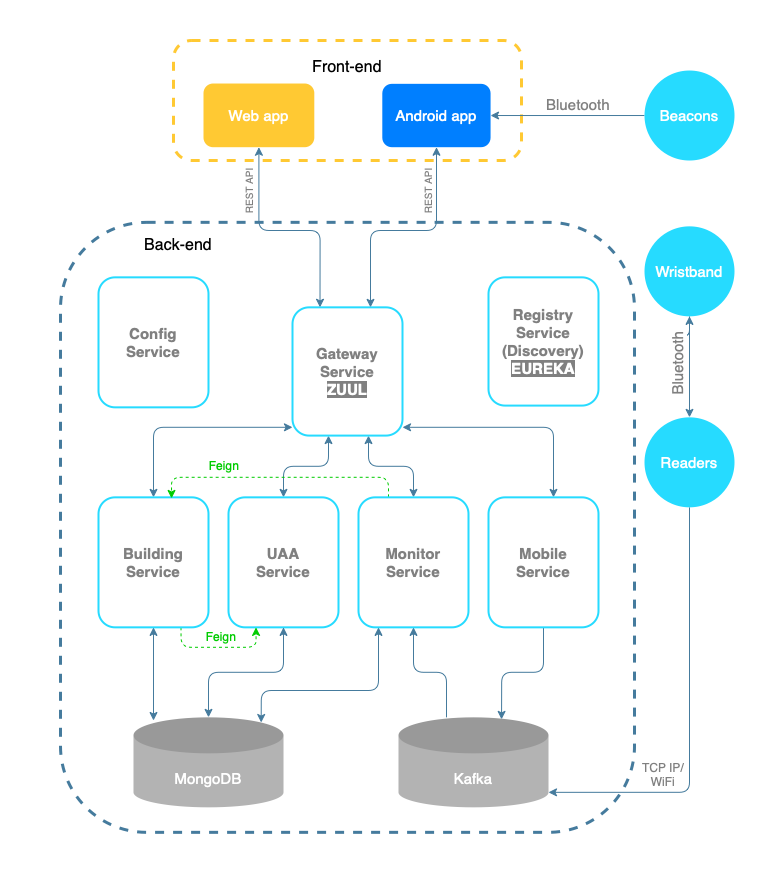 Front-end
Web app
Android app
Bluetooth
Beacons
REST API
REST API
Back-end
Config
Service
Gateway
Service
ZUUL
Registry
Service
(Discovery)
EUREKA
Wristband
Bluetooth
Readers
Feign
Building
Service
UAA
Service
Monitor
Service
Mobile
Service
Feign
MongoDB
Kafka
TCP IP/
WiFi